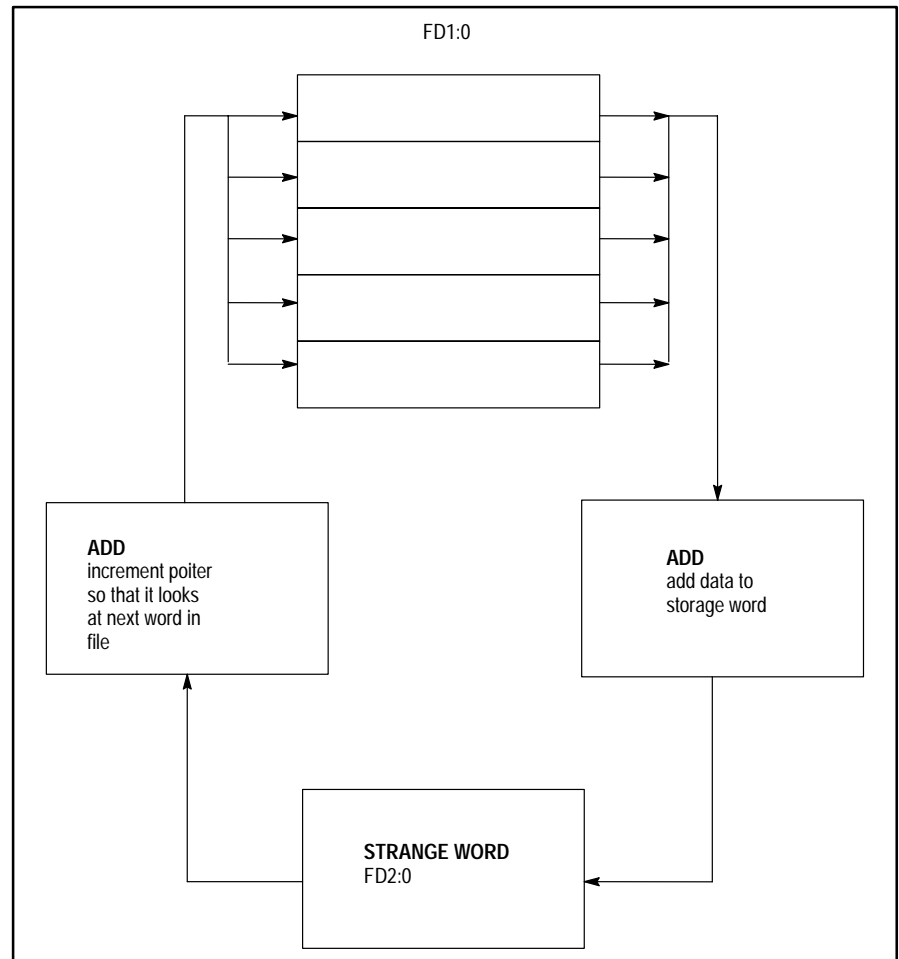 FD1:0
ADD
increment poiter
so that it looks
at next word in
file
ADD
add data to
storage word
STRANGE WORD
FD2:0